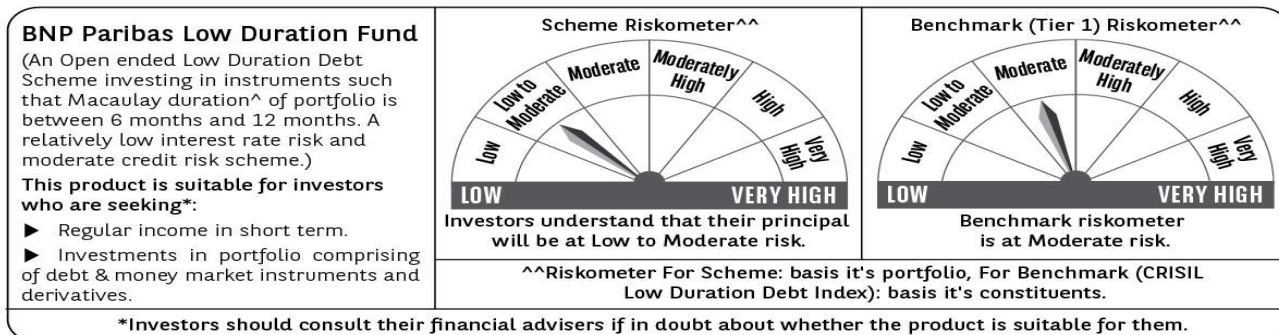 BNP Paribas Low Duration Fund
(An Open ended Low Duration Debt
Scheme investing in instruments such
that Macaulay duration^ of portfolio is
between 6 months and 12 months. A
relatively low interest rate risk and
moderate credit risk scheme.)
This product is suitable for investors
who are seeking*:
▶ Regular income in short term.
▶ Investments in portfolio comprising
of debt & money market instruments and
derivatives.
Scheme Riskometer^^
Low
Low to
Moderate
Moderate
Moderately
High
High
Very
High
LOW VERY HIGH
Investors understand that their principal
will be at Low to Moderate risk.
Benchmark (Tier 1) Riskometer^^
Low
Low to
Moderate
Moderate
Moderately
High
High
Very
High
LOW VERY HIGH
Benchmark riskometer
is at Moderate risk.
^^Riskometer For Scheme: basis it's portfolio, For Benchmark (CRISIL
Low Duration Debt Index): basis it's constituents.
*Investors should consult their financial advisers if in doubt about whether the product is suitable for them.